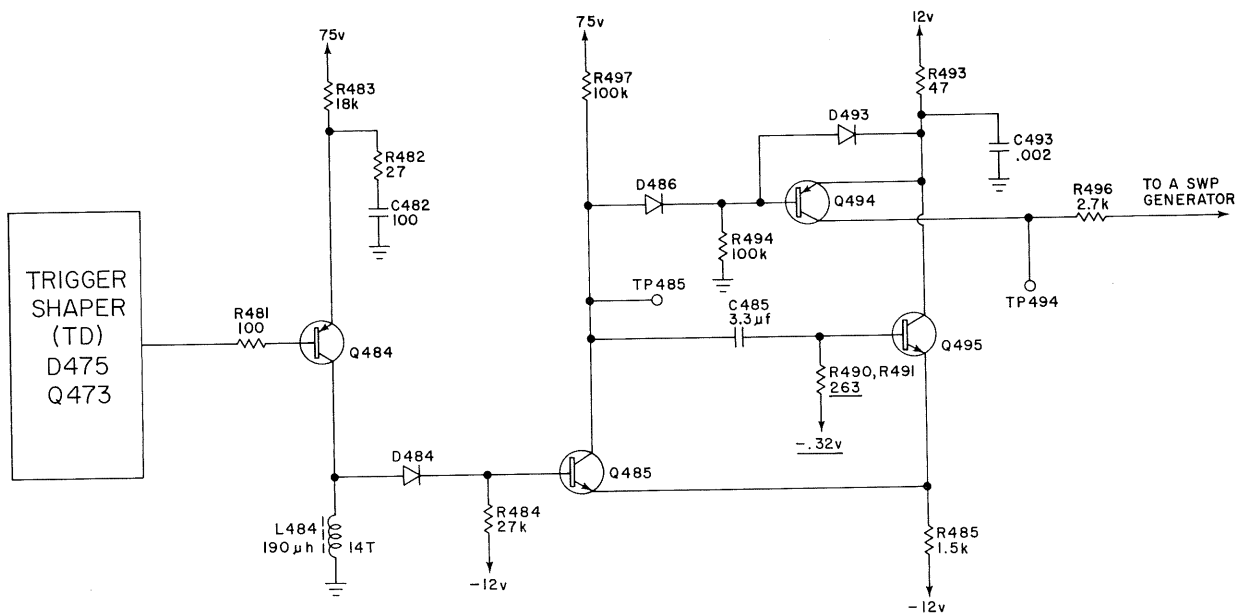 75v
R483
18k
R482
27
C482
100
75v
R497
100k
12v
R493
47
D493
C493
.002
D486
Q494
R494
100k
TO A SWP
GENERATOR
R496
2.7k
TP494
TRIGGER
SHAPER
(TD)
D475
Q473
R481
100
Q484
TP485
C485
3.3μf
Q495
R490,R491
263
-.32v
D484
Q485
R484
27k
-12v
L484
190μh
14T
R485
1.5k
-12v